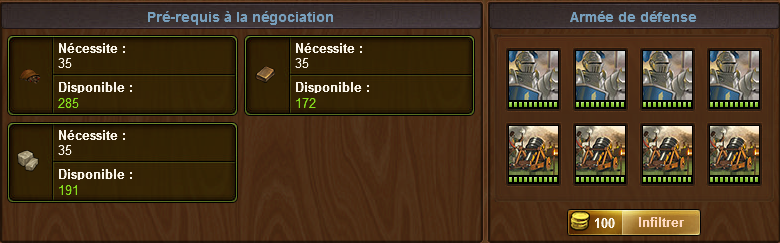 Pré-requis à la négociation
Nécessite :
35
Disponible :
285
Nécessite :
35
Disponible :
172
Nécessite :
35
Disponible :
191
Armée de défense
100 Infiltrer